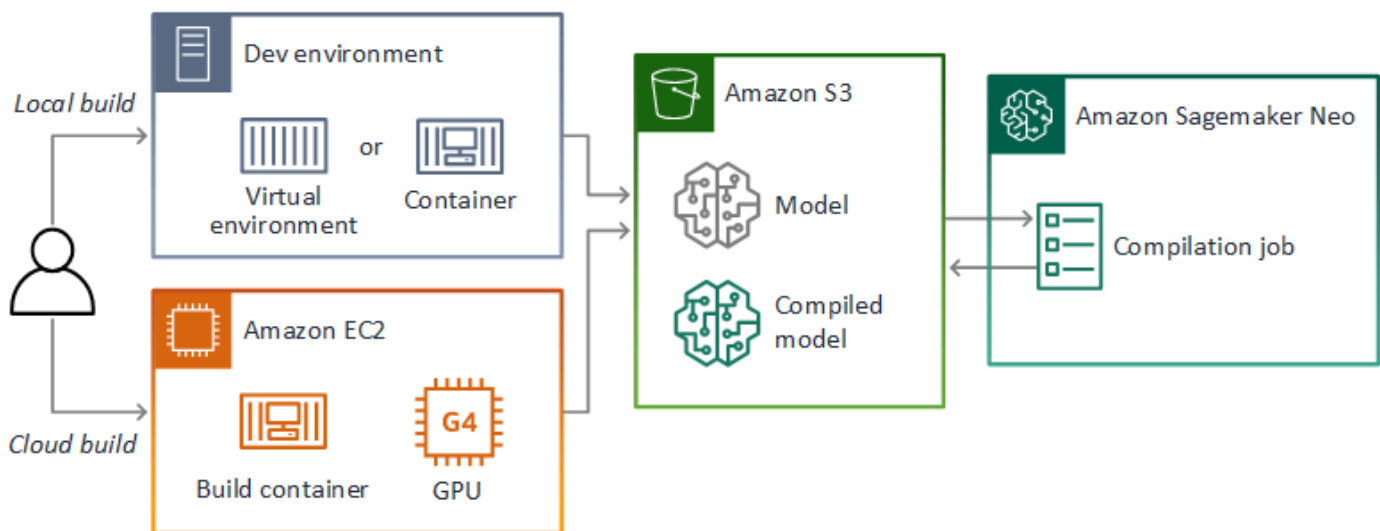 Local build
Dev environment
or
Virtual
environment
Container
Cloud build
Amazon EC2
Build container
G4
GPU
Amazon S3
Model
Compiled
model
Amazon Sagemaker Neo
Compilation job